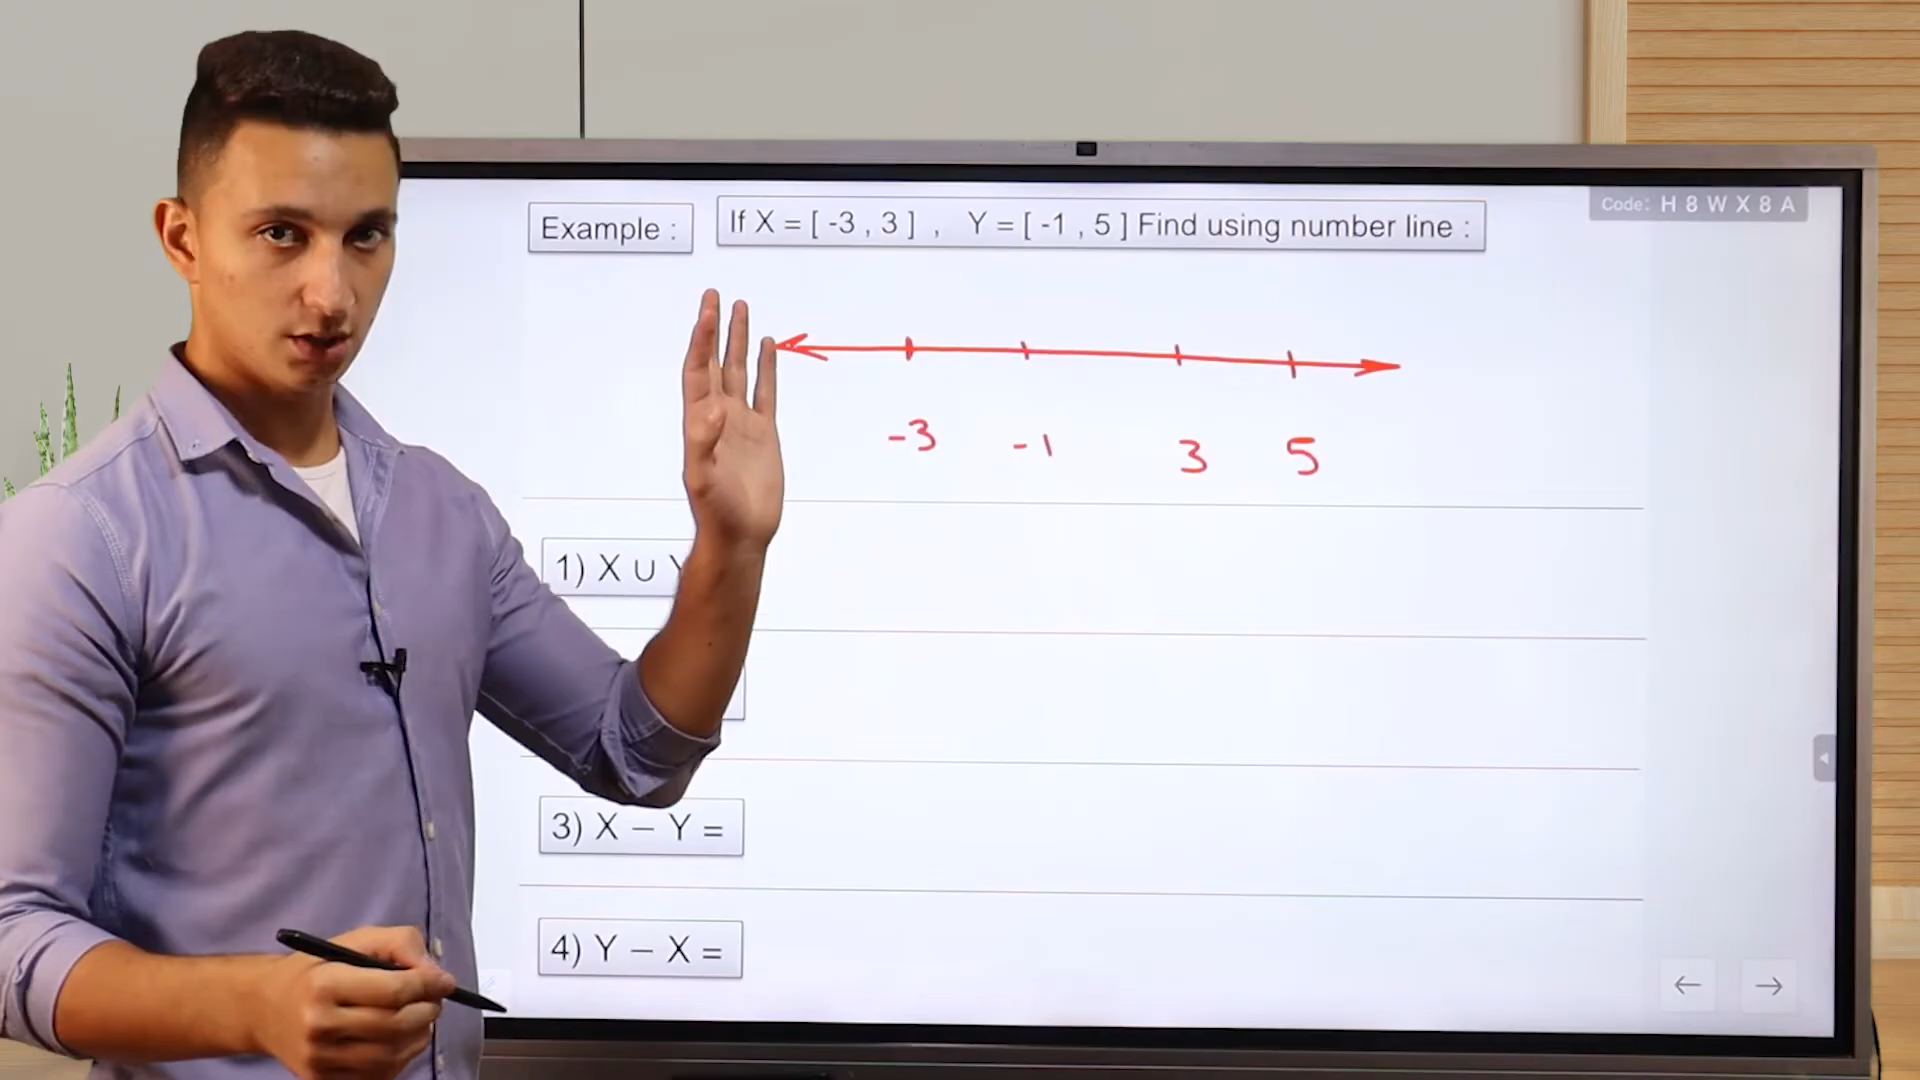 Code: H 8 W X 8 A
Example :
If X = [ -3 , 3 ] , Y = [ -1 , 5 ] Find using number line :
-3 -1 3 5
1) X ∪
3) X – Y =
4) Y – X =